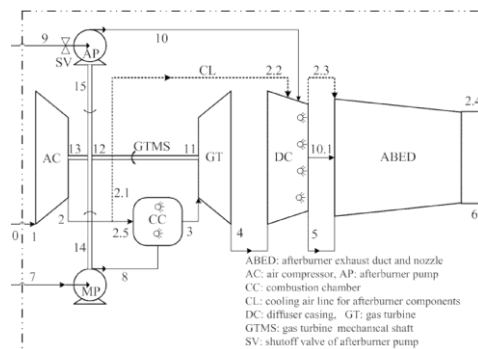 9
SV
AP
10
CL
2.2
2.3
2.4
15
AC
13
12
GTMS
11
GT
DC
10.1
ABED
2.1
0
1
2
2.5
CC
3
4
5
6
14
7
MP
8
ABED: afterburner exhaust duct and nozzle
AC: air compressor, AP: afterburner pump
CC: combustion chamber
CL: cooling air line for afterburner components
DC: diffuser casing, GT: gas turbine
GTMS: gas turbine mechanical shaft
SV: shutoff valve of afterburner pump